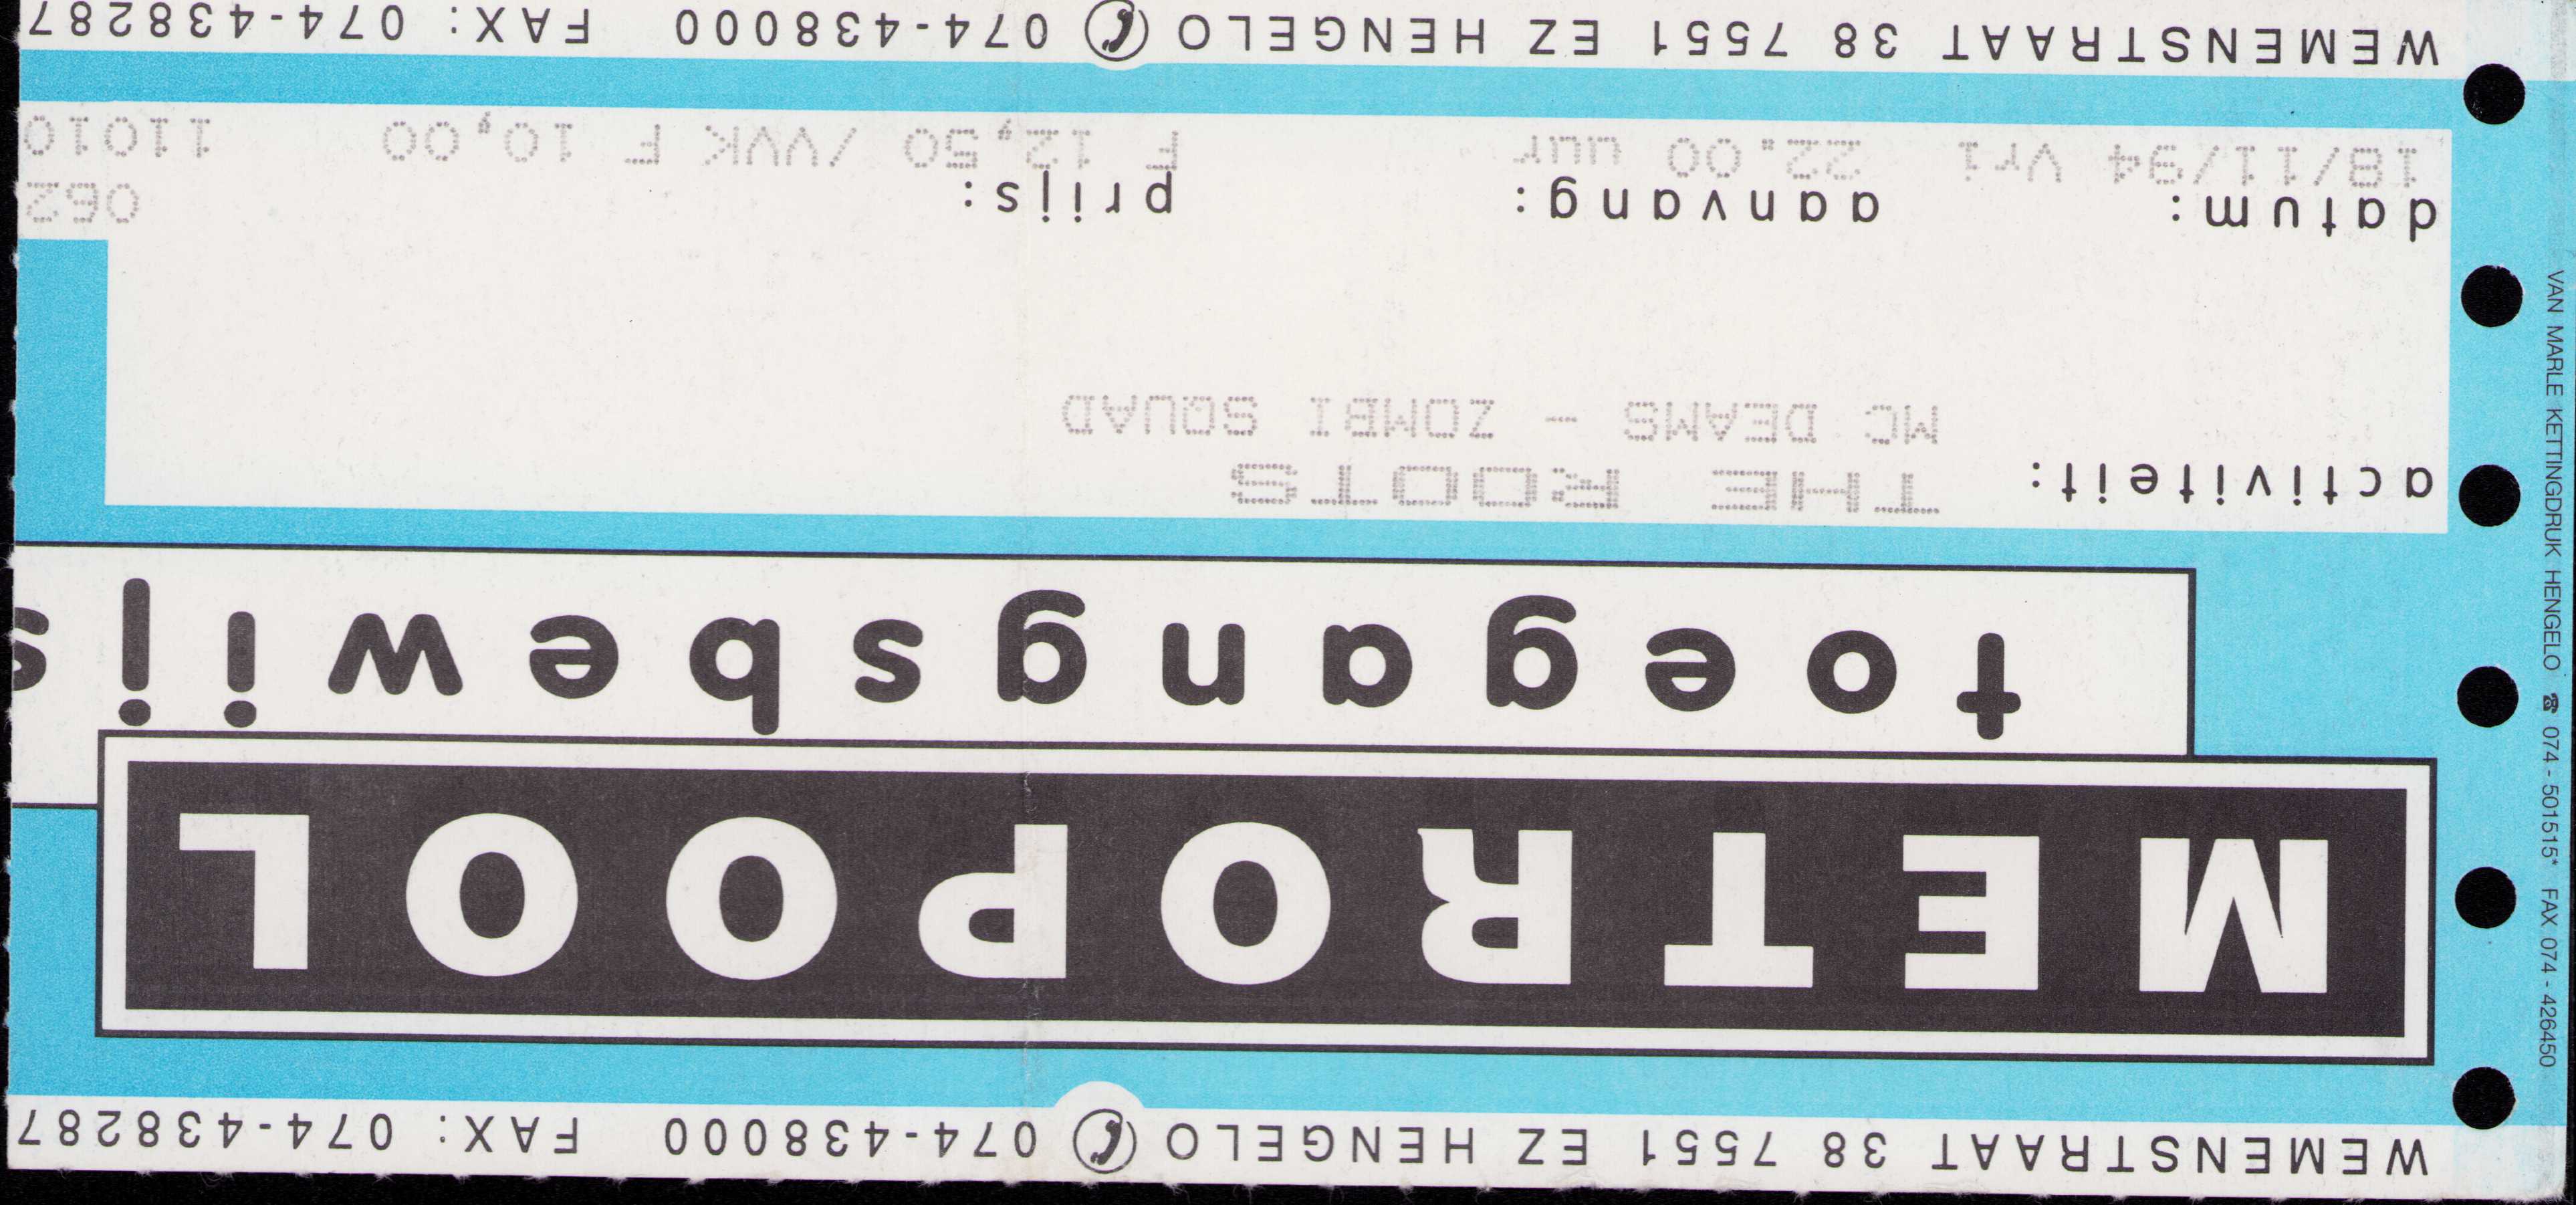 WEMENSTRAAT 38 7551 EZ HENGELO 074-438000 FAX: 074-438287
METROPOOL
toegangsbewijs
activiteit: THE ROOTS
MC DEAMS - ZOMBI SQUAD
datum: aanvang: prijs: 062
18/11/94 Vri 22.00 uur F 12,50 /VVK F 10,00 11010
WEMENSTRAAT 38 7551 EZ HENGELO 074-438000 FAX: 074-438287
VAN MARLE KETTINGDRUK HENGELO ☎ 074 - 501515* FAX 074 - 426450